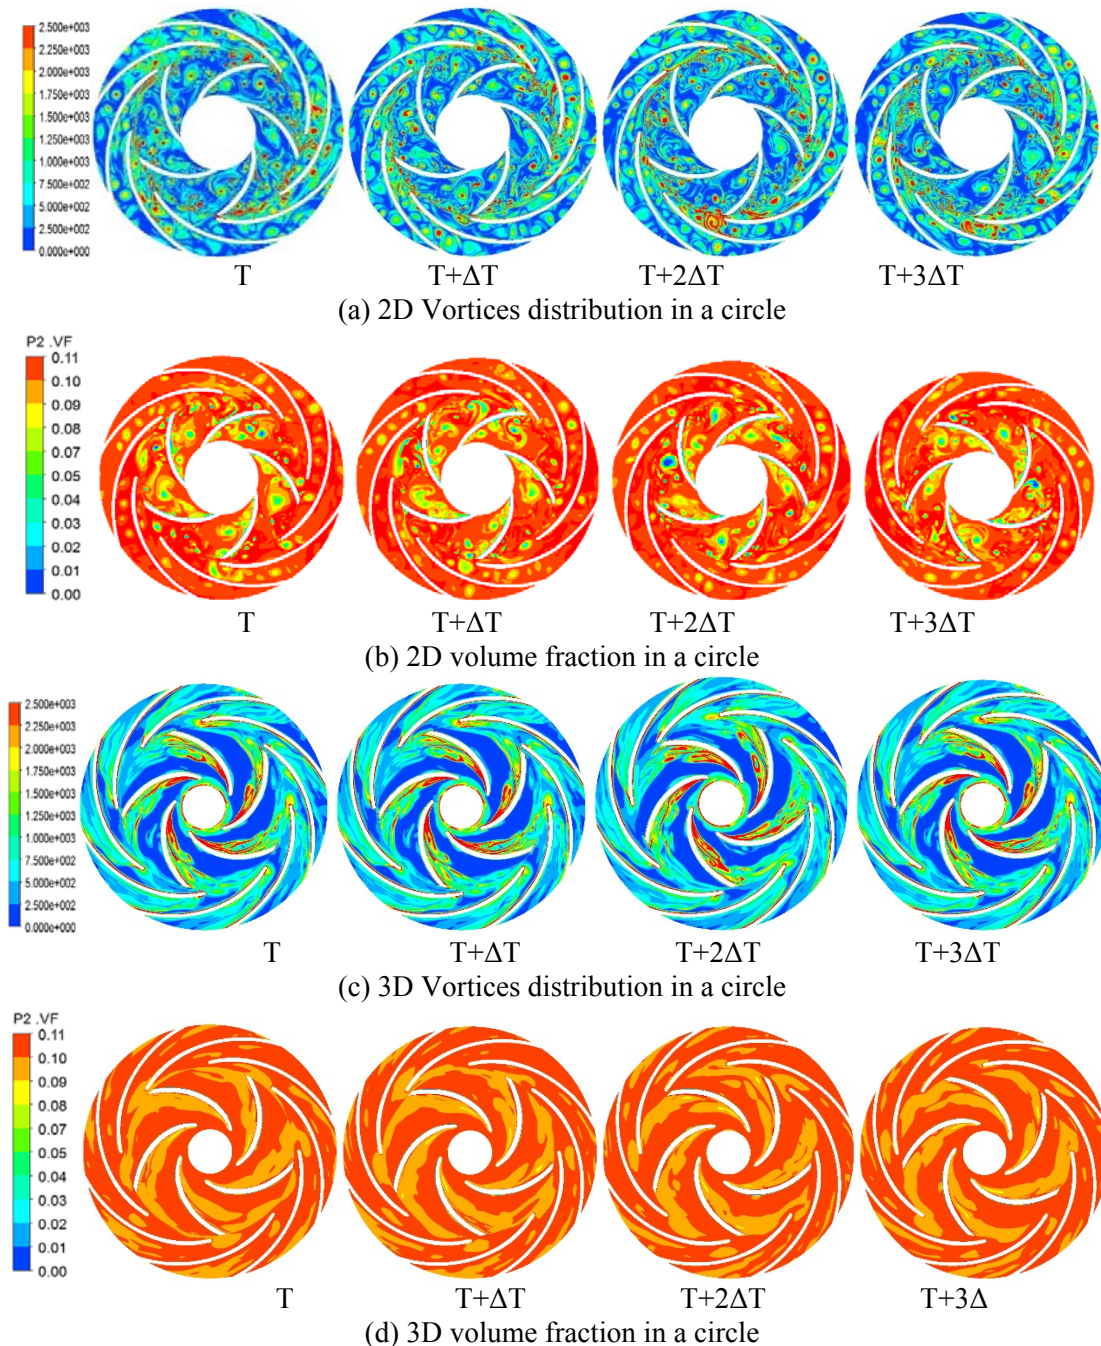 2.500e+003
2.250e+003
2.000e+003
1.750e+003
1.500e+003
1.250e+003
1.000e+003
7.500e+002
5.000e+002
2.500e+002
0.000e+000
T T+ΔT T+2ΔT T+3ΔT
(a) 2D Vortices distribution in a circle
P2 .VF
0.11
0.10
0.09
0.08
0.07
0.06
0.05
0.04
0.03
0.02
0.01
0.00
T T+ΔT T+2ΔT T+3ΔT
(b) 2D volume fraction in a circle
2.500e+003
2.250e+003
2.000e+003
1.750e+003
1.500e+003
1.250e+003
1.000e+003
7.500e+002
5.000e+002
2.500e+002
0.000e+000
T T+ΔT T+2ΔT T+3ΔT
(c) 3D Vortices distribution in a circle
P2 .VF
0.11
0.10
0.09
0.08
0.07
0.06
0.05
0.04
0.03
0.02
0.01
0.00
T T+ΔT T+2ΔT T+3Δ
(d) 3D volume fraction in a circle